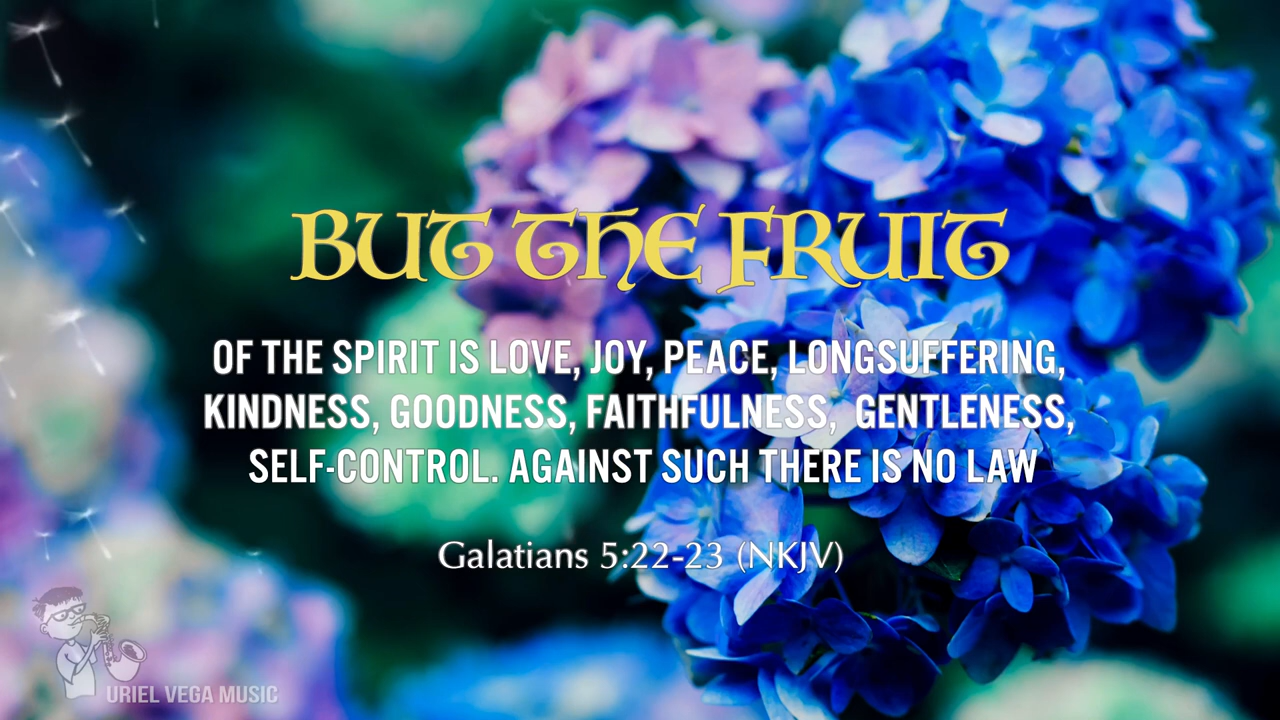 BUT THE FRUIT
OF THE SPIRIT IS LOVE, JOY, PEACE, LONGSUFFERING,
KINDNESS, GOODNESS, FAITHFULNESS, GENTLENESS,
SELF-CONTROL. AGAINST SUCH THERE IS NO LAW
Galatians 5:22-23 (NKJV)
URIEL VEGA MUSIC